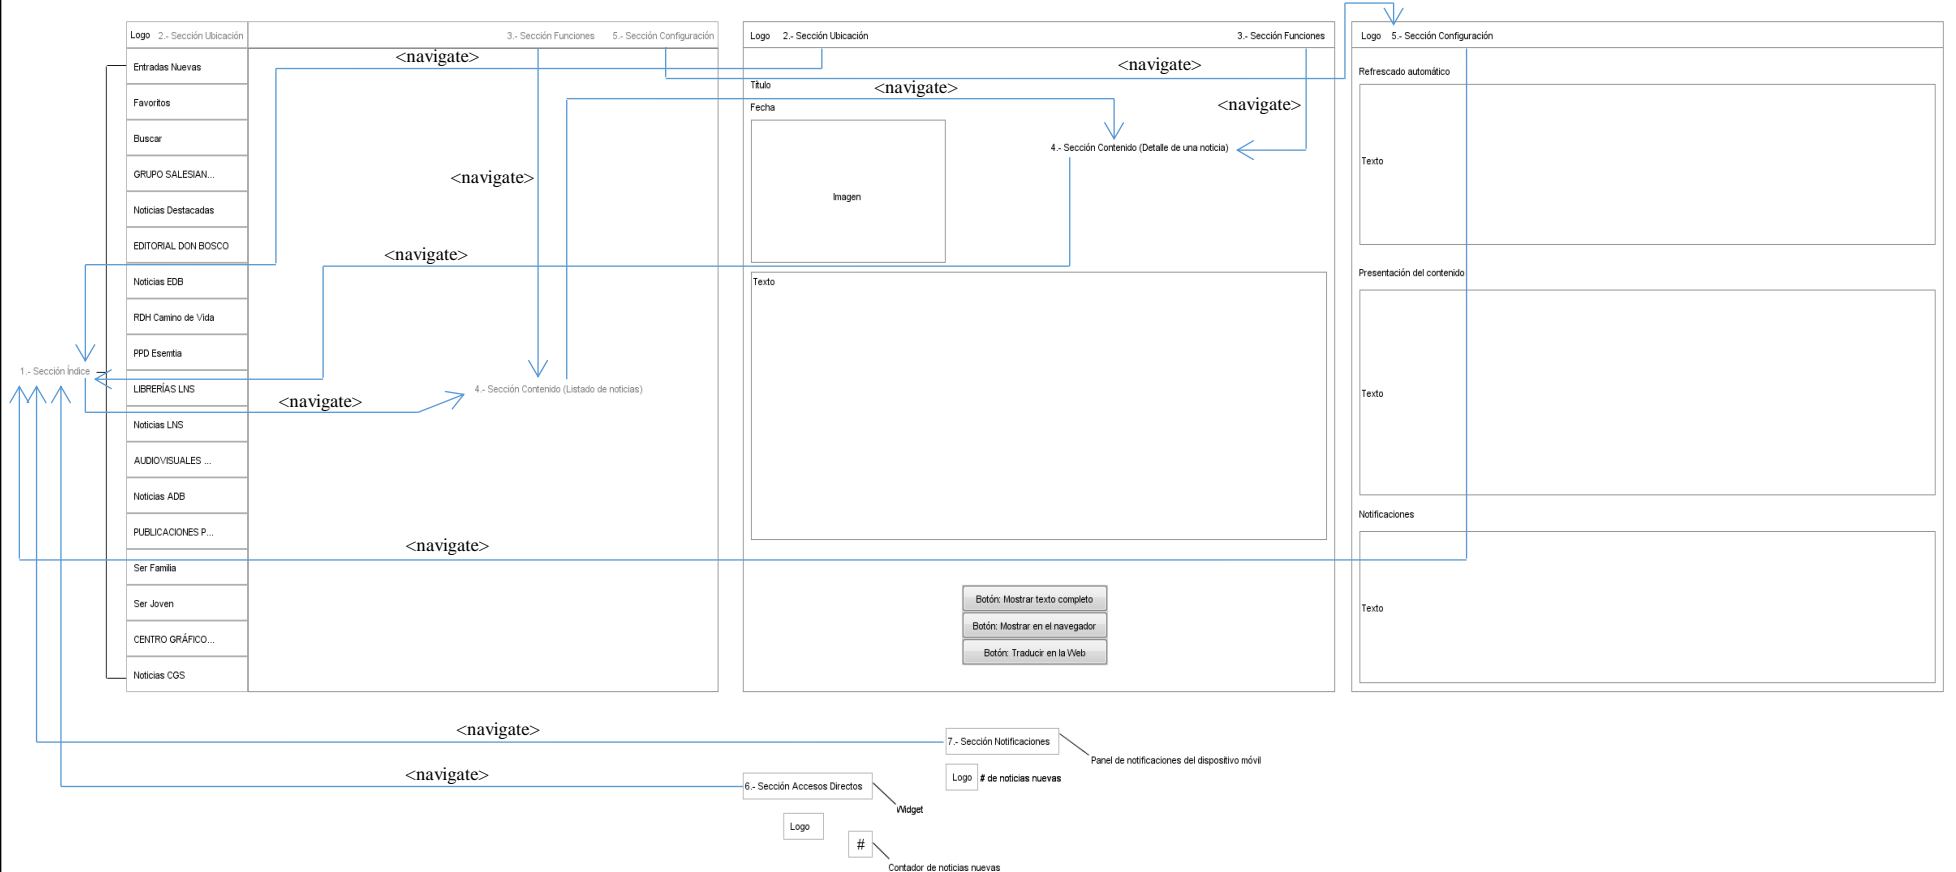 Logo 2.- Sección Ubicación 3.- Sección Funciones 5.- Sección Configuración
Entradas Nuevas
Favoritos
Buscar
GRUPO SALESIAN...
Noticias Destacadas
EDITORIAL DON BOSCO
Noticias EDB
RDH Camino de Vida
PPD Esemtia
LIBRERÍAS LNS
Noticias LNS
AUDIOVISUALES ...
Noticias ADB
PUBLICACIONES P...
Ser Familia
Ser Joven
CENTRO GRÁFICO...
Noticias CGS
1.- Sección Índice
<navigate>
<navigate>
<navigate>
<navigate>
4.- Sección Contenido (Listado de noticias)
<navigate>
Logo 2.- Sección Ubicación 3.- Sección Funciones
<navigate>
Título
<navigate>
Fecha
<navigate>
4.- Sección Contenido (Detalle de una noticia)
Imagen
Texto
Botón: Mostrar texto completo
Botón: Mostrar en el navegador
Botón: Traducir en la Web
Logo 5.- Sección Configuración
Refrescado automático
Texto
Presentación del contenido
Texto
Notificaciones
Texto
<navigate>
7.- Sección Notificaciones
Panel de notificaciones del dispositivo móvil
Logo # de noticias nuevas
<navigate>
6.- Sección Accesos Directos
Widget
Logo
#
Contador de noticias nuevas